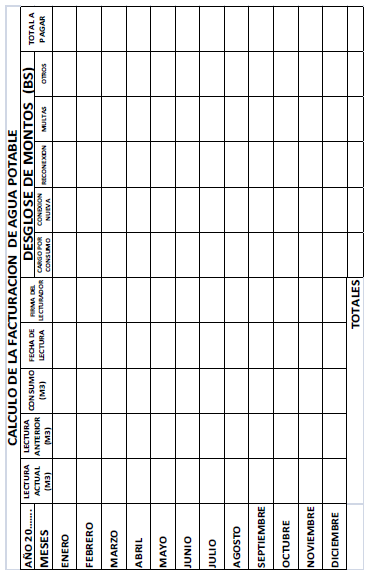 CALCULO DE LA FACTURACION DE AGUA POTABLE
AÑO 20.......
MESES
LECTURA
ACTUAL
(M3)
LECTURA
ANTERIOR
(M3)
CONSUMO
(M3)
FECHA DE
LECTURA
FIRMA DEL
LECTURADOR
DESGLOSE DE MONTOS (BS)
CARGO POR
CONSUMO
CONEXION
NUEVA
RECONEXION
MULTAS
OTROS
TOTAL A
PAGAR
ENERO
FEBRERO
MARZO
ABRIL
MAYO
JUNIO
JULIO
AGOSTO
SEPTIEMBRE
OCTUBRE
NOVIEMBRE
DICIEMBRE
TOTALES